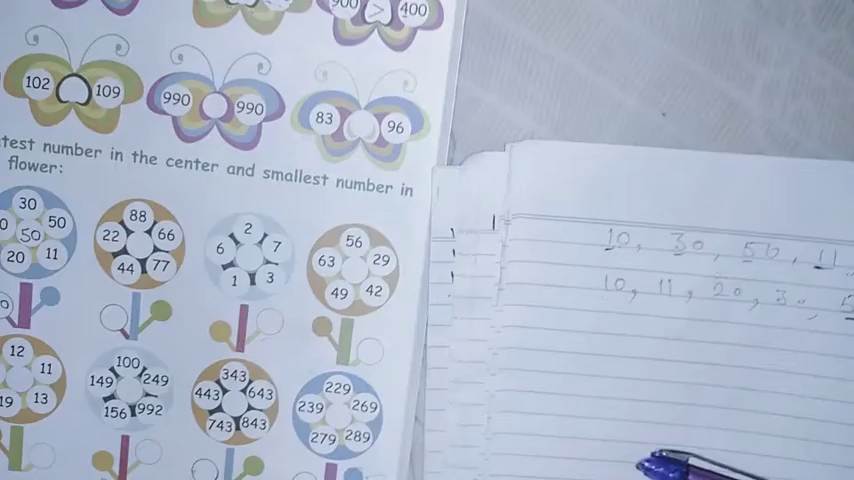 900 > 400
102 109 990 990 83 96
test number in the center and smallest number in
flower:
30 50 11 20 0 50
88 66 77 44 22
2 7 3 1 6
56 29 42 49 63
12 11 13 19
100 249 992 156 149
343 643 843 743 443
229 269 289 279 239
10, 30, 50, 11,
10, 11, 20, 30,